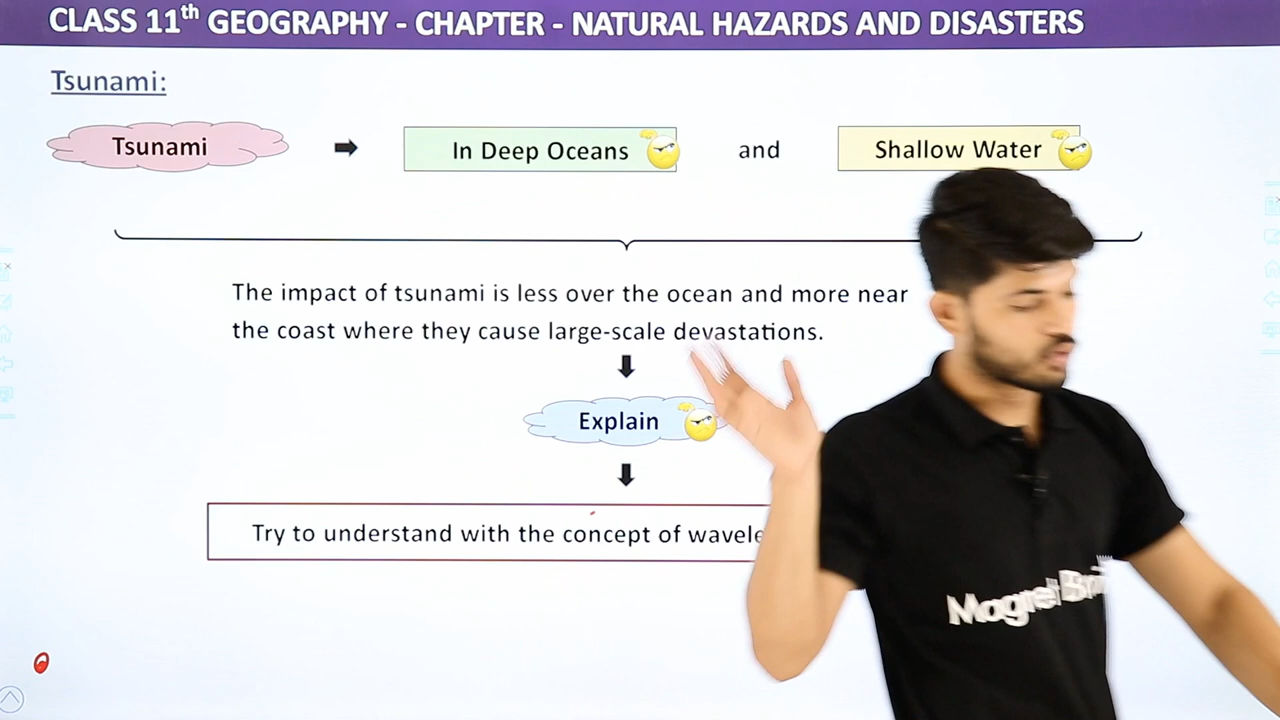 CLASS 11th GEOGRAPHY - CHAPTER - NATURAL HAZARDS AND DISASTERS
Tsunami:
Tsunami
In Deep Oceans
and
Shallow Water
The impact of tsunami is less over the ocean and more near
the coast where they cause large-scale devastations.
Explain
Try to understand with the concept of
Magnet